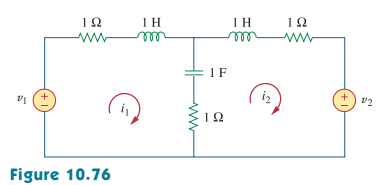 1 Ω 1 H 1 H 1 Ω
1 F
v1 + − i1 i2 + − v2
1 Ω
Figure 10.76